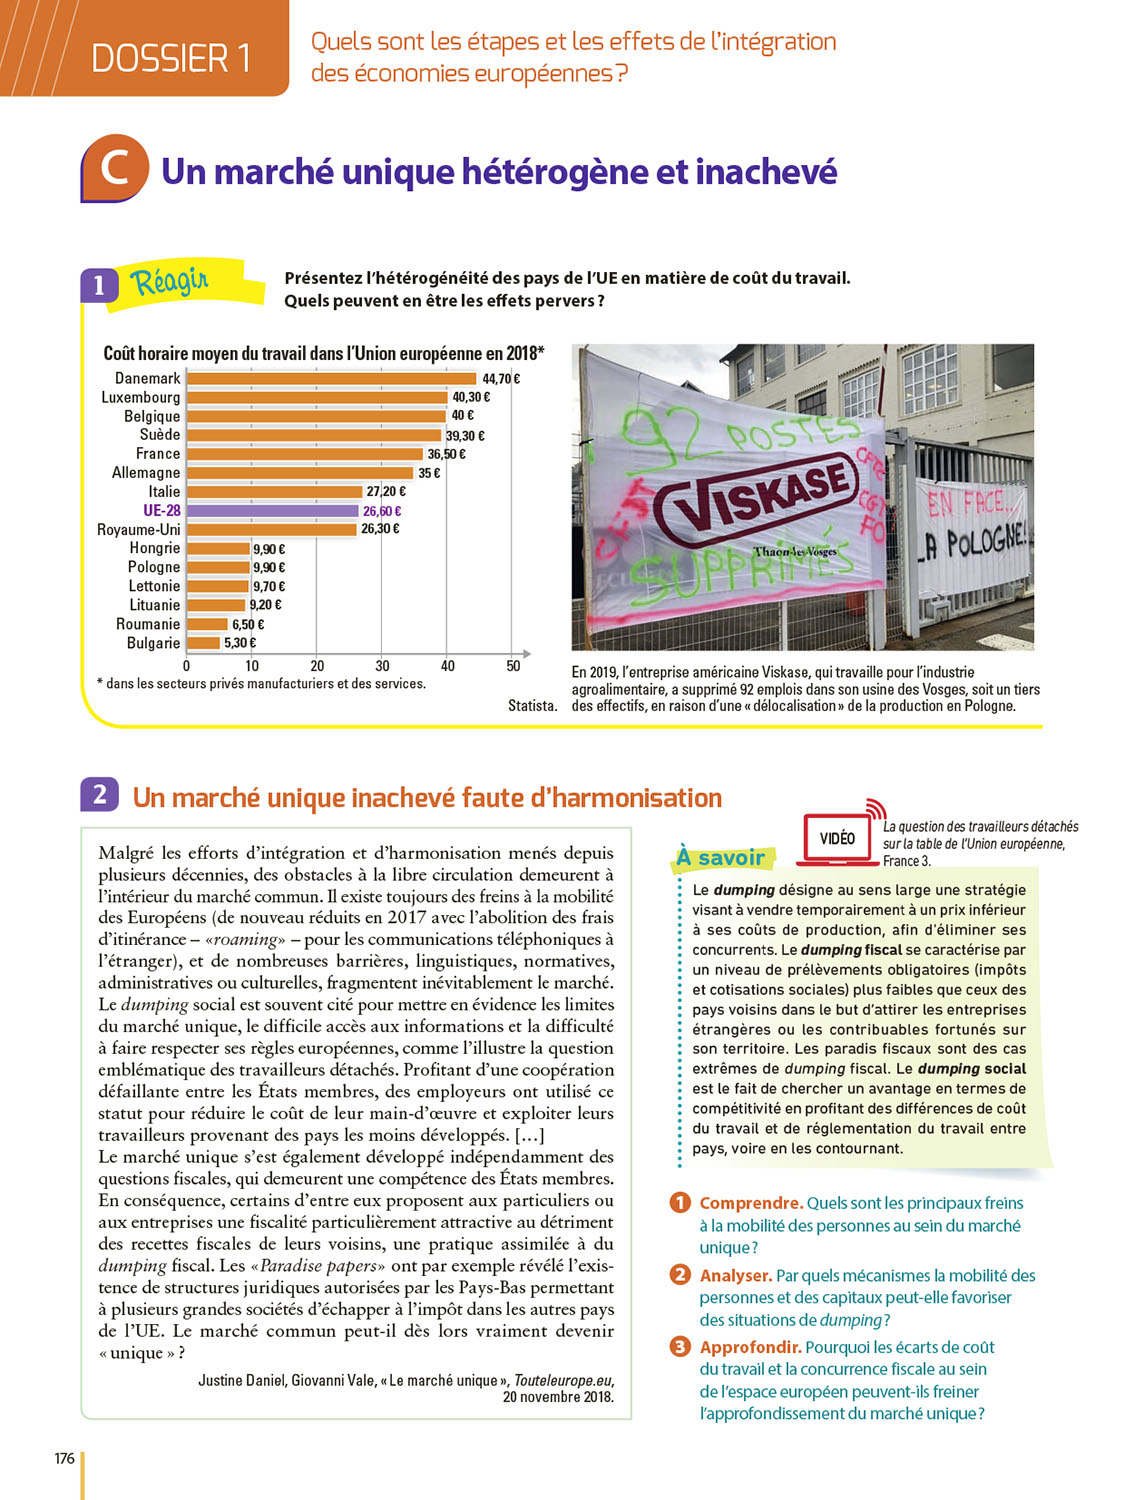 DOSSIER 1
Quels sont les étapes et les effets de l'intégration
des économies européennes ?
C
Un marché unique hétérogène et inachevé
1
Réagir
Présentez l'hétérogénéité des pays de l'UE en matière de coût du travail.
Quels peuvent en être les effets pervers ?
Coût horaire moyen du travail dans l'Union européenne en 2018*
Danemark 44,70 €
Luxembourg 40,30 €
Belgique 40 €
Suède 39,30 €
France 36,50 €
Allemagne 35 €
Italie 27,20 €
UE-28 26,60 €
Royaume-Uni 26,30 €
Hongrie 9,90 €
Pologne 9,90 €
Lettonie 9,70 €
Lituanie 9,20 €
Roumanie 6,50 €
Bulgarie 5,30 €
0 10 20 30 40 50
* dans les secteurs privés manufacturiers et des services.
Statista.
92 POSTES
VISKASE
Thaon-les-Vosges
SUPPRIMÉS
CFTC
CGT
FO
EN FACE...
LA POLOGNE!
En 2019, l'entreprise américaine Viskase, qui travaille pour l'industrie
agroalimentaire, a supprimé 92 emplois dans son usine des Vosges, soit un tiers
des effectifs, en raison d'une « délocalisation » de la production en Pologne.
2
Un marché unique inachevé faute d'harmonisation
Malgré les efforts d'intégration et d'harmonisation menés depuis
plusieurs décennies, des obstacles à la libre circulation demeurent à
l'intérieur du marché commun. Il existe toujours des freins à la mobilité
des Européens (de nouveau réduits en 2017 avec l'abolition des frais
d'itinérance – «roaming» – pour les communications téléphoniques à
l'étranger), et de nombreuses barrières, linguistiques, normatives,
administratives ou culturelles, fragmentent inévitablement le marché.
Le dumping social est souvent cité pour mettre en évidence les limites
du marché unique, le difficile accès aux informations et la difficulté
à faire respecter ses règles européennes, comme l'illustre la question
emblématique des travailleurs détachés. Profitant d'une coopération
défaillante entre les États membres, des employeurs ont utilisé ce
statut pour réduire le coût de leur main-d'œuvre et exploiter leurs
travailleurs provenant des pays les moins développés. […]
Le marché unique s'est également développé indépendamment des
questions fiscales, qui demeurent une compétence des États membres.
En conséquence, certains d'entre eux proposent aux particuliers ou
aux entreprises une fiscalité particulièrement attractive au détriment
des recettes fiscales de leurs voisins, une pratique assimilée à du
dumping fiscal. Les «Paradise papers» ont par exemple révélé l'exis-
tence de structures juridiques autorisées par les Pays-Bas permettant
à plusieurs grandes sociétés d'échapper à l'impôt dans les autres pays
de l'UE. Le marché commun peut-il dès lors vraiment devenir
« unique » ?
Justine Daniel, Giovanni Vale, « Le marché unique », Touteleurope.eu,
20 novembre 2018.
VIDÉO
La question des travailleurs détachés
sur la table de l'Union européenne,
France 3.
À savoir
Le dumping désigne au sens large une stratégie
visant à vendre temporairement à un prix inférieur
à ses coûts de production, afin d'éliminer ses
concurrents. Le dumping fiscal se caractérise par
un niveau de prélèvements obligatoires (impôts
et cotisations sociales) plus faibles que ceux des
pays voisins dans le but d'attirer les entreprises
étrangères ou les contribuables fortunés sur
son territoire. Les paradis fiscaux sont des cas
extrêmes de dumping fiscal. Le dumping social
est le fait de chercher un avantage en termes de
compétitivité en profitant des différences de coût
du travail et de réglementation du travail entre
pays, voire en les contournant.
1 Comprendre. Quels sont les principaux freins
à la mobilité des personnes au sein du marché
unique ?
2 Analyser. Par quels mécanismes la mobilité des
personnes et des capitaux peut-elle favoriser
des situations de dumping ?
3 Approfondir. Pourquoi les écarts de coût
du travail et la concurrence fiscale au sein
de l'espace européen peuvent-ils freiner
l'approfondissement du marché unique ?
176